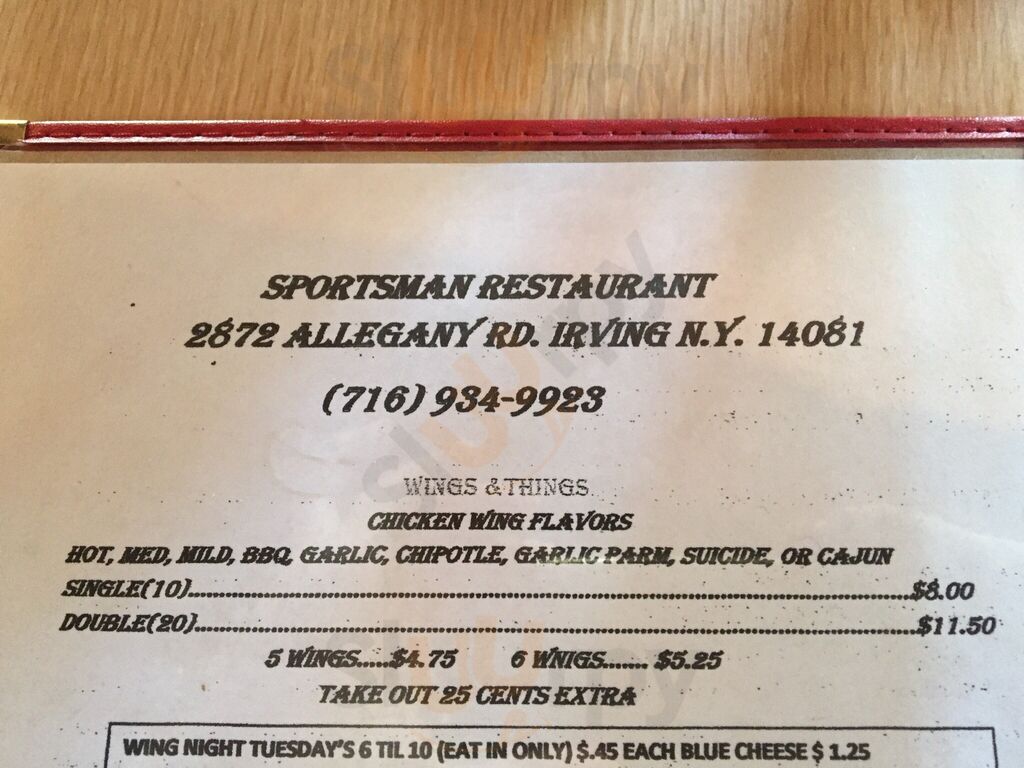 SPORTSMAN RESTAURANT
2872 ALLEGANY RD. IRVING N.Y. 14081
(716) 934-9923
WINGS & THINGS
CHICKEN WING FLAVORS
HOT, MED, MILD, BBQ, GARLIC, CHIPOTLE, GARLIC PARM, SUICIDE, OR CAJUN
SINGLE(10)..........$8.00
DOUBLE(20)..........$11.50
5 WINGS......$4.75 6 WNIGS....... $5.25
TAKE OUT 25 CENTS EXTRA
WING NIGHT TUESDAY'S 6 TIL 10 (EAT IN ONLY) $.45 EACH BLUE CHEESE $ 1.25